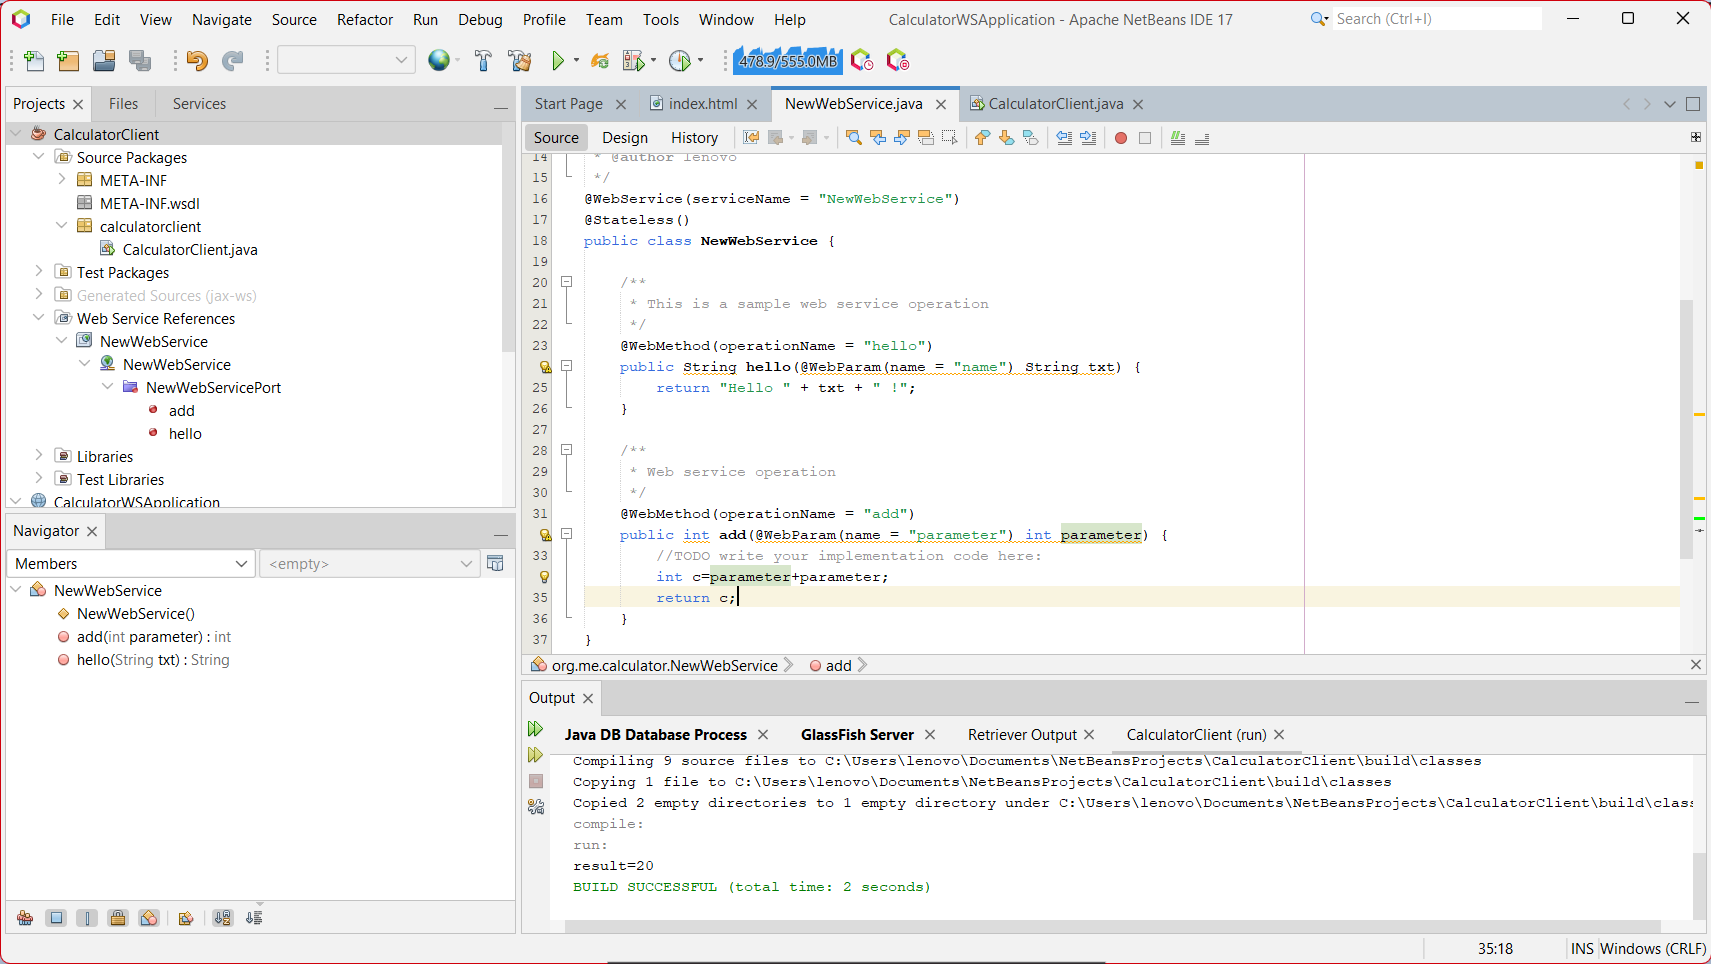 File Edit View Navigate Source Refactor Run Debug Profile Team Tools Window Help
CalculatorWSApplication - Apache NetBeans IDE 17
Search (Ctrl+I)
478.9/555.0MB
Projects Files Services
CalculatorClient
Source Packages
META-INF
META-INF.wsdl
calculatorclient
CalculatorClient.java
Test Packages
Generated Sources (jax-ws)
Web Service References
NewWebService
NewWebService
NewWebServicePort
add
hello
Libraries
Test Libraries
CalculatorWSApplication
Navigator
Members <empty>
NewWebService
NewWebService()
add(int parameter) : int
hello(String txt) : String
Start Page index.html NewWebService.java CalculatorClient.java
Source Design History
14 * @author lenovo
15 */
16 @WebService(serviceName = "NewWebService")
17 @Stateless()
18 public class NewWebService {
19
20 /**
21 * This is a sample web service operation
22 */
23 @WebMethod(operationName = "hello")
public String hello(@WebParam(name = "name") String txt) {
25 return "Hello " + txt + " !";
26 }
27
28 /**
29 * Web service operation
30 */
31 @WebMethod(operationName = "add")
public int add(@WebParam(name = "parameter") int parameter) {
33 //TODO write your implementation code here:
int c=parameter+parameter;
35 return c;
36 }
37 }
org.me.calculator.NewWebService add
Output
Java DB Database Process GlassFish Server Retriever Output CalculatorClient (run)
Compiling 9 source files to C:\Users\lenovo\Documents\NetBeansProjects\CalculatorClient\build\classes
Copying 1 file to C:\Users\lenovo\Documents\NetBeansProjects\CalculatorClient\build\classes
Copied 2 empty directories to 1 empty directory under C:\Users\lenovo\Documents\NetBeansProjects\CalculatorClient\build\class
compile:
run:
result=20
BUILD SUCCESSFUL (total time: 2 seconds)
35:18 INS Windows (CRLF)